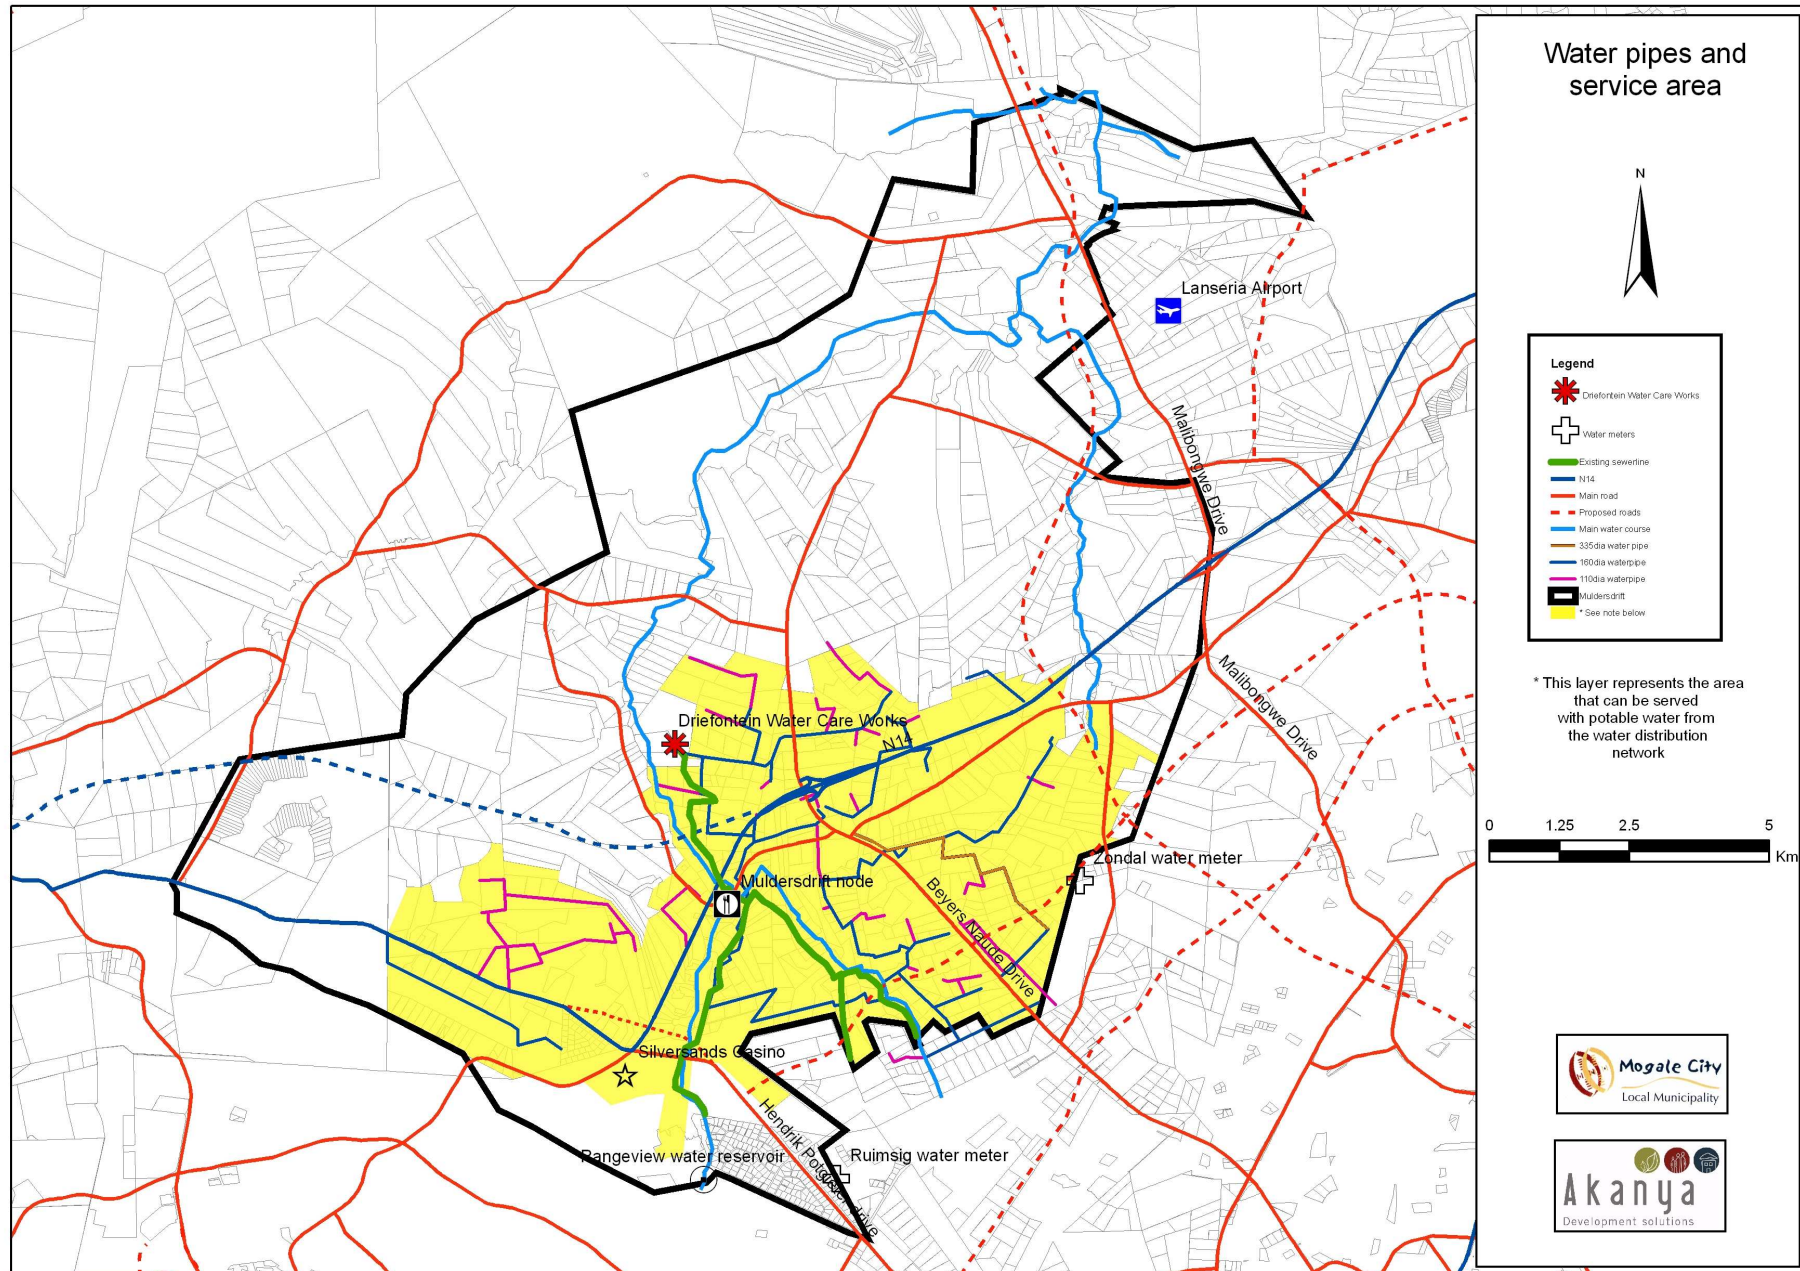 Water pipes and
service area
N
Lanseria Airport
Legend
Driefontein Water Care Works
Water meters
Existing sewerline
N14
Main road
Proposed roads
Main water course
335dia water pipe
160dia waterpipe
110dia waterpipe
Muldersdrift
* See note below
Malibongwe Drive
Malibongwe Drive
* This layer represents the area
that can be served
with potable water from
the water distribution
network
Driefontein Water Care Works
N14
0 1,25 2.5 5
Km
Zondal water meter
Muldersdrift node
Beyers Naude Drive
Silversands Casino
Hendrik Potgieter drive
Rangeview water reservoir
Ruimsig water meter
Mogale City
Local Municipality
Akanya
Development solutions